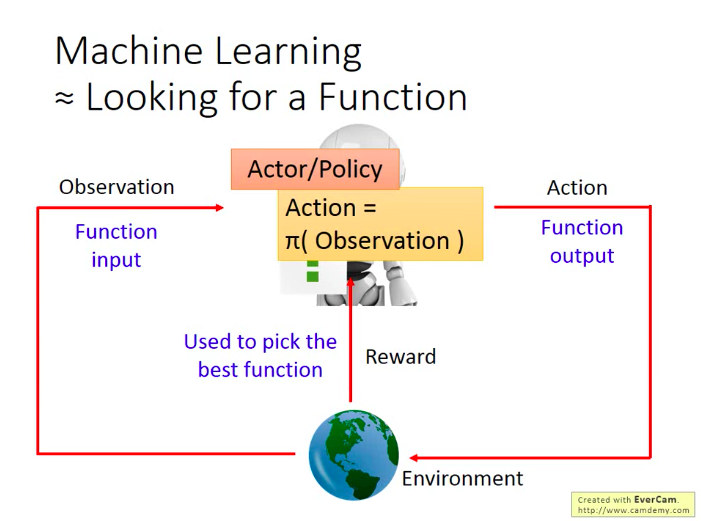 Machine Learning
≈ Looking for a Function
Actor/Policy
Observation
Action
Action =
π( Observation )
Function
input
Function
output
Used to pick the
best function
Reward
Environment
Created with EverCam.
http://www.camdemy.com